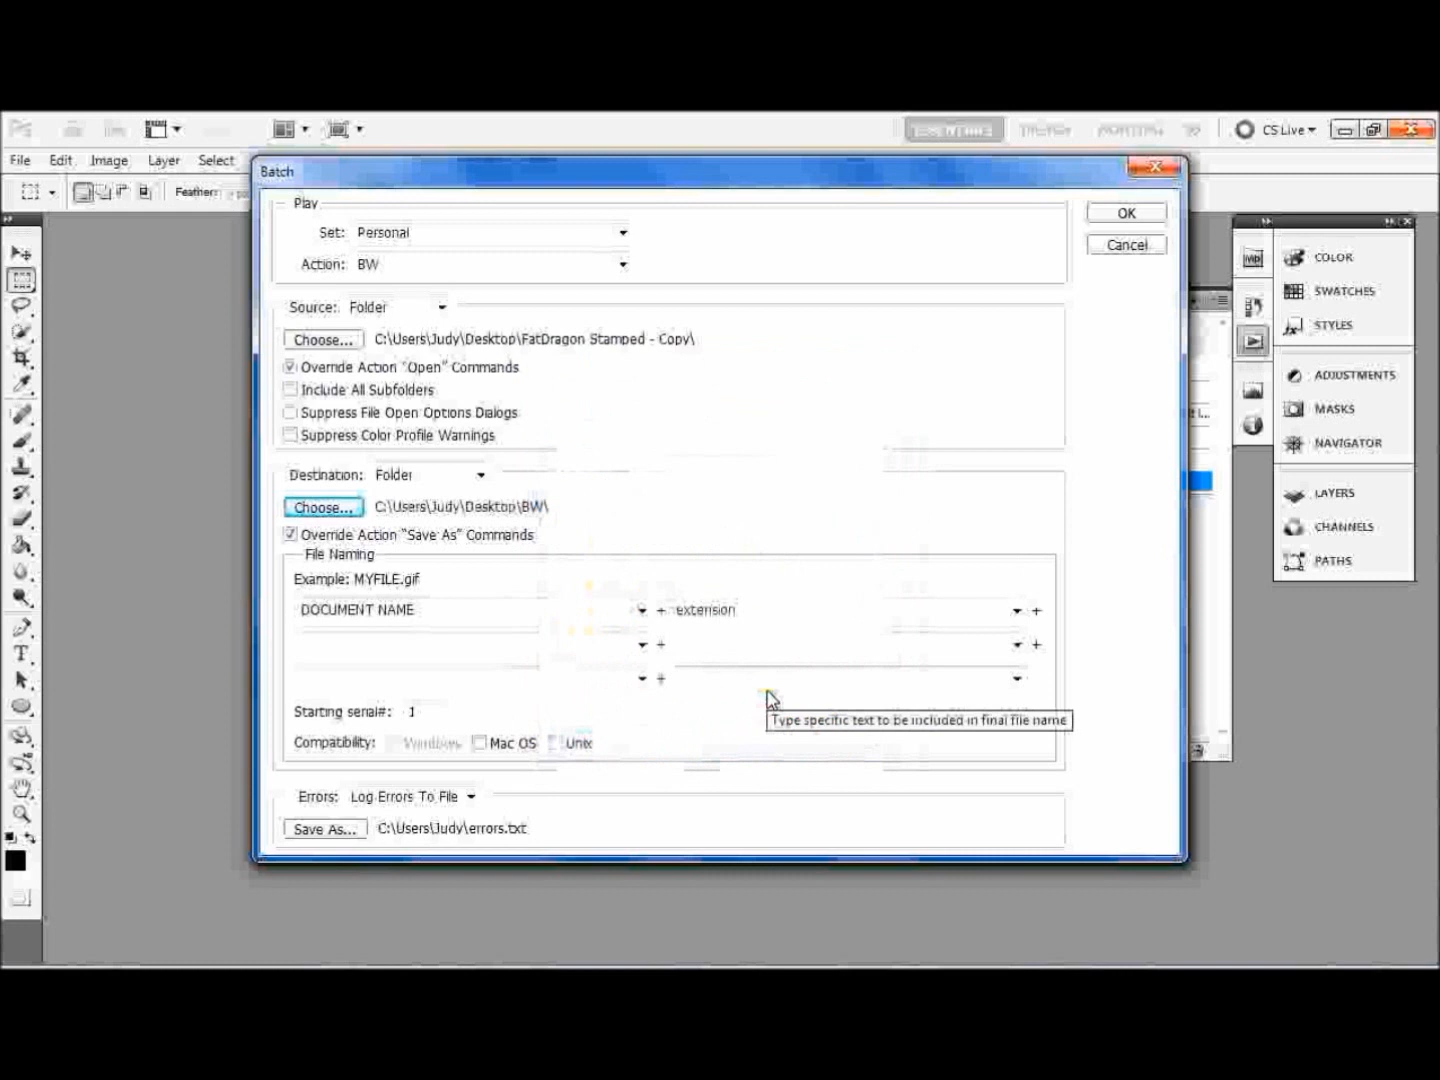 CS Live
File Edit Image Layer Select
Feather:
Batch
Play
Set: Personal
Action: BW
OK
Cancel
Source: Folder
Choose... C:\Users\Judy\Desktop\FatDragon Stamped - Copy\
Override Action "Open" Commands
Include All Subfolders
Suppress File Open Options Dialogs
Suppress Color Profile Warnings
Destination: Folder
Choose... C:\Users\Judy\Desktop\BW\
Override Action "Save As" Commands
File Naming
Example: MYFILE.gif
DOCUMENT NAME + extension +
+ +
+
Starting serial#: 1
Type specific text to be included in final file name
Compatibility: Windows Mac OS Unix
Errors: Log Errors To File
Save As... C:\Users\Judy\errors.txt
COLOR
SWATCHES
STYLES
ADJUSTMENTS
MASKS
NAVIGATOR
LAYERS
CHANNELS
PATHS